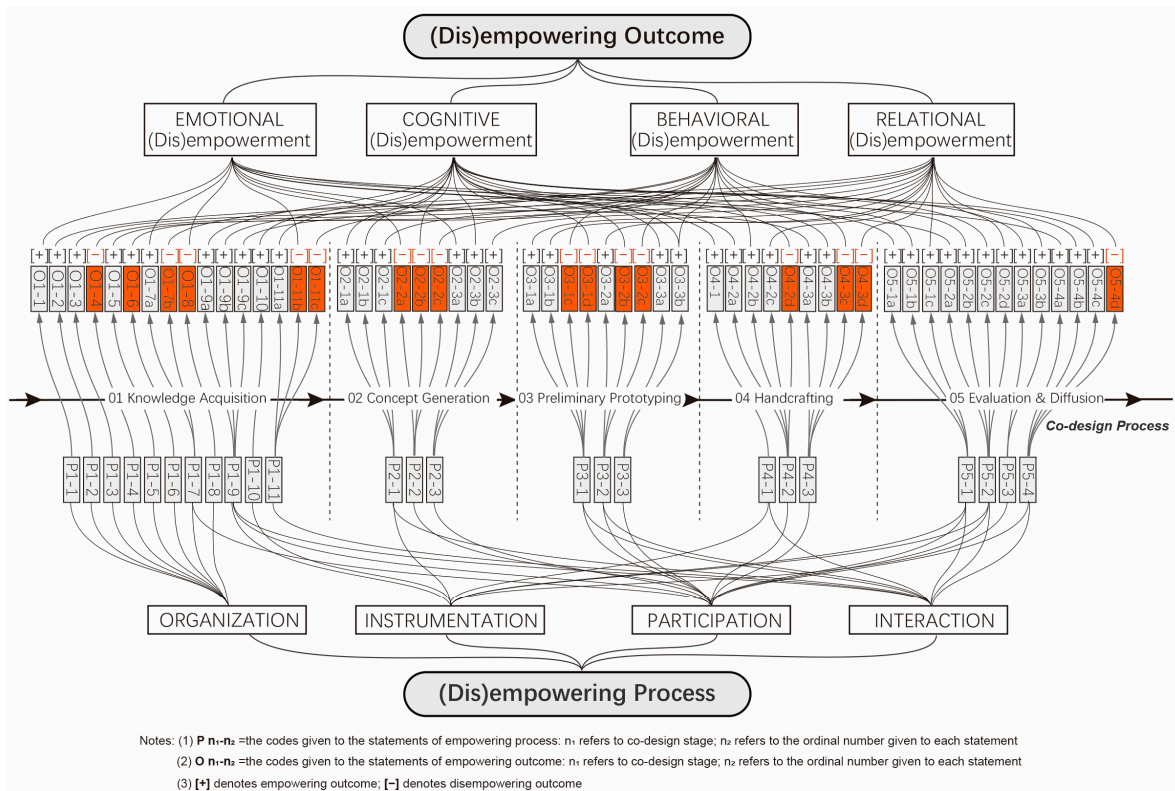 (Dis)empowering Outcome
EMOTIONAL
(Dis)empowerment
COGNITIVE
(Dis)empowerment
BEHAVIORAL
(Dis)empowerment
RELATIONAL
(Dis)empowerment
[+] [+] [+] [−] [+] [+] [+] [−] [−] [+] [+] [+] [+] [+] [−] [−]
[+] [+] [+] [−] [−] [−] [+] [+] [+]
[+] [+] [−] [−] [+] [−] [−] [+] [+]
[+] [+] [+] [+] [−] [+] [+] [−] [−]
[+] [+] [+] [+] [+] [+] [+] [+] [+] [+] [+] [+] [−]
O1-1
O1-2
O1-3
O1-4
O1-5
O1-6
O1-7a
O1-7b
O1-8
O1-9a
O1-9b
O1-9c
O1-10
O1-11a
O1-11b
O1-11c
O2-1a
O2-1b
O2-1c
O2-2a
O2-2b
O2-2c
O2-3a
O2-3b
O2-3c
O3-1a
O3-1b
O3-1c
O3-1d
O3-2a
O3-2b
O3-2c
O3-3a
O3-3b
O4-1
O4-2a
O4-2b
O4-2c
O4-2d
O4-3a
O4-3b
O4-3c
O4-3d
O5-1a
O5-1b
O5-1c
O5-2a
O5-2b
O5-2c
O5-2d
O5-3a
O5-3b
O5-4a
O5-4b
O5-4c
O5-4d
01 Knowledge Acquisition
02 Concept Generation
03 Preliminary Prototyping
04 Handcrafting
05 Evaluation & Diffusion
Co-design Process
P1-1
P1-2
P1-3
P1-4
P1-5
P1-6
P1-7
P1-8
P1-9
P1-10
P1-11
P2-1
P2-2
P2-3
P3-1
P3-2
P3-3
P4-1
P4-2
P4-3
P5-1
P5-2
P5-3
P5-4
ORGANIZATION
INSTRUMENTATION
PARTICIPATION
INTERACTION
(Dis)empowering Process
Notes: (1) P n₁-n₂ =the codes given to the statements of empowering process: n₁ refers to co-design stage; n₂ refers to the ordinal number given to each statement
(2) O n₁-n₂ =the codes given to the statements of empowering outcome: n₁ refers to co-design stage; n₂ refers to the ordinal number given to each statement
(3) [+] denotes empowering outcome; [−] denotes disempowering outcome